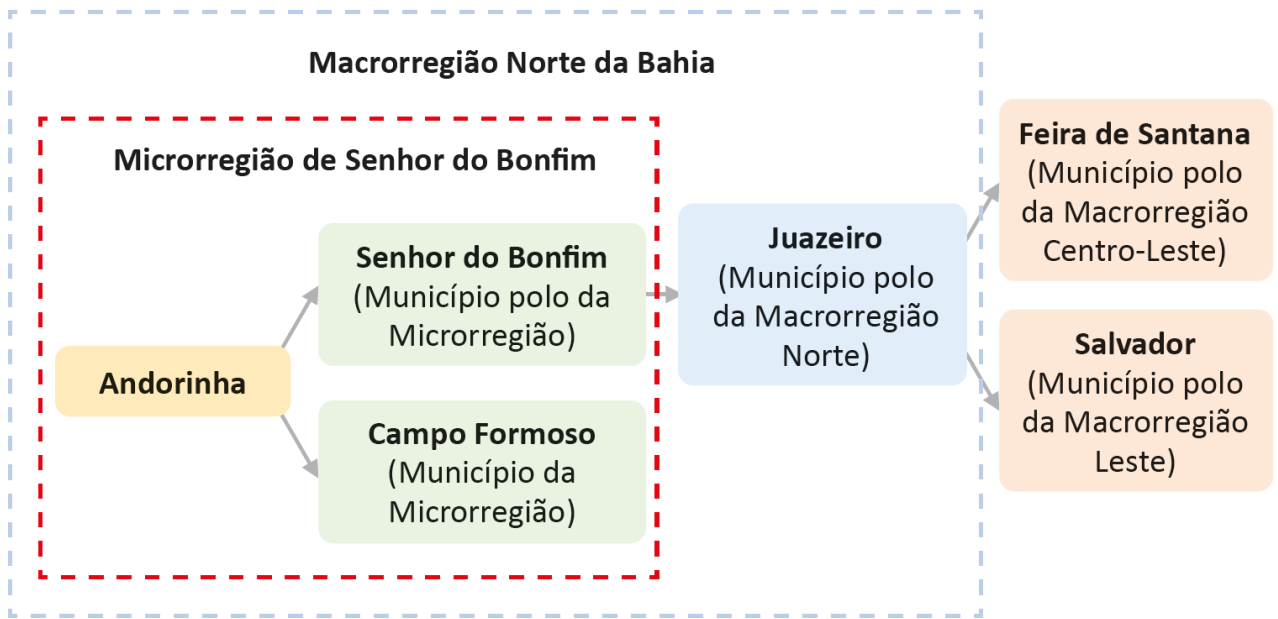 Macrorregião Norte da Bahia
Microrregião de Senhor do Bonfim
Andorinha
Senhor do Bonfim
(Município polo da
Microrregião)
Campo Formoso
(Município da
Microrregião)
Juazeiro
(Município polo
da Macrorregião
Norte)
Feira de Santana
(Município polo
da Macrorregião
Centro-Leste)
Salvador
(Município polo
da Macrorregião
Leste)